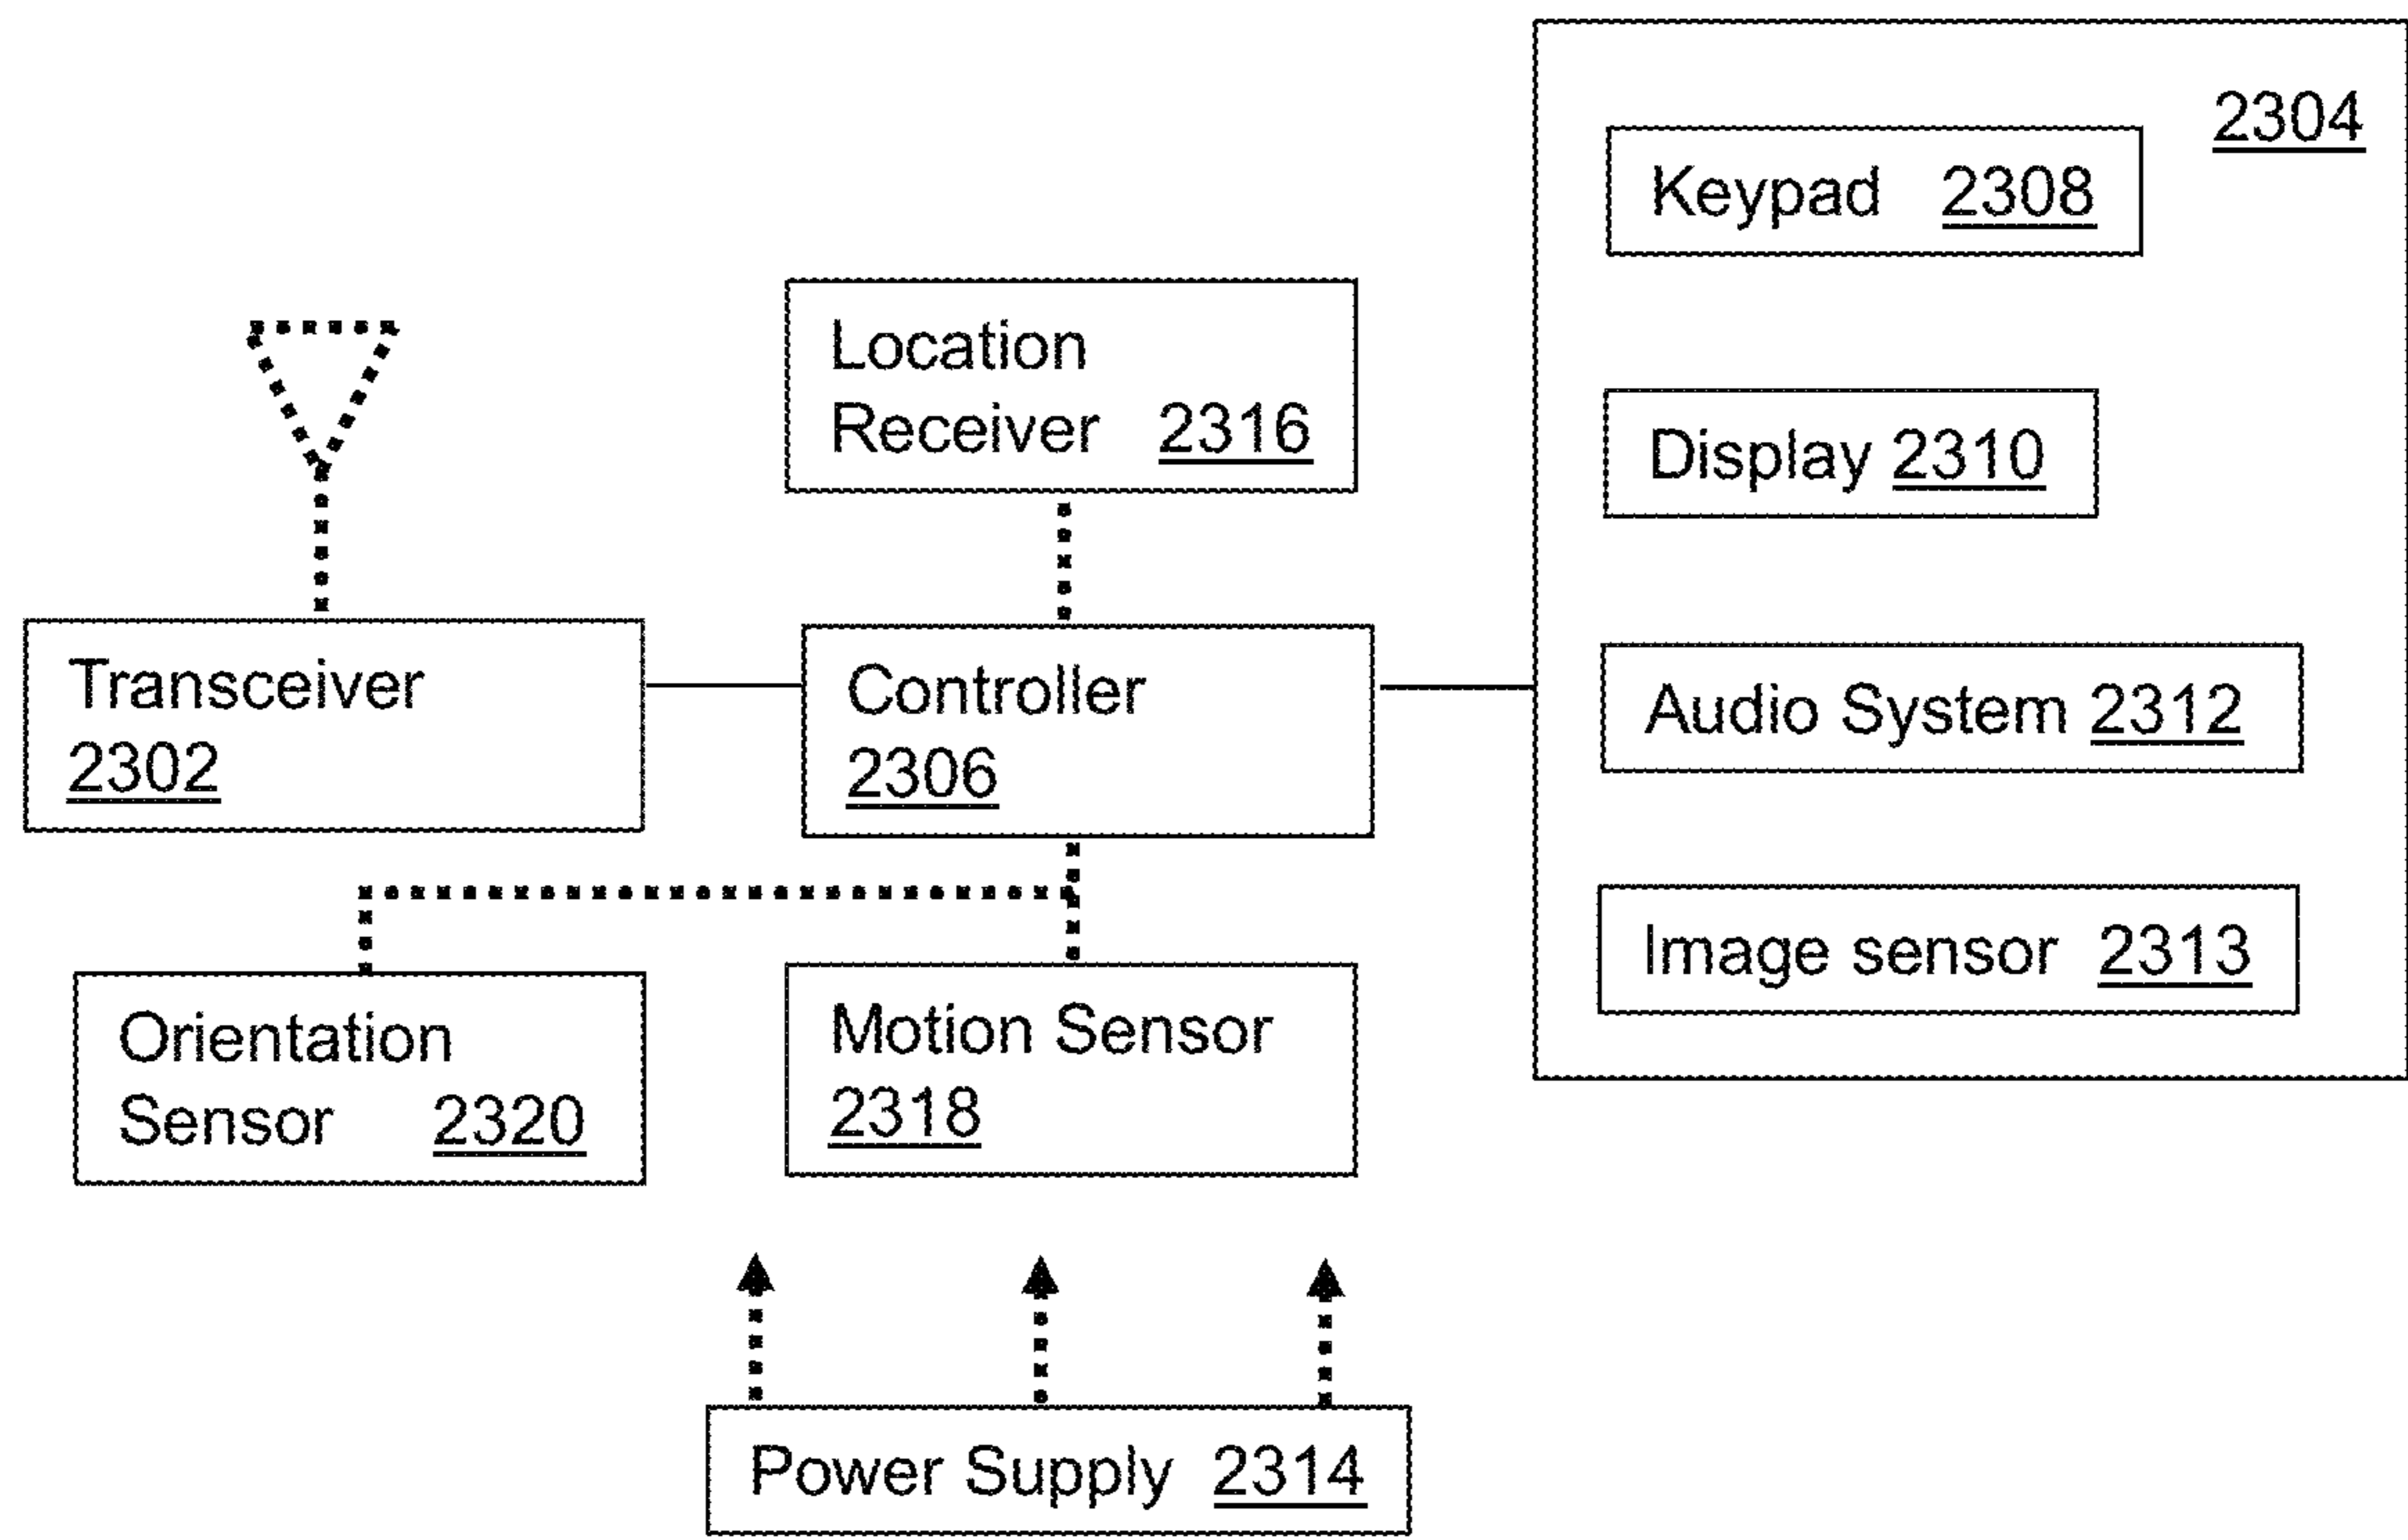 2304
Keypad 2308
Location
Receiver 2316
Display 2310
Transceiver
2302
Controller
2306
Audio System 2312
Image sensor 2313
Orientation
Sensor 2320
Motion Sensor
2318
Power Supply 2314